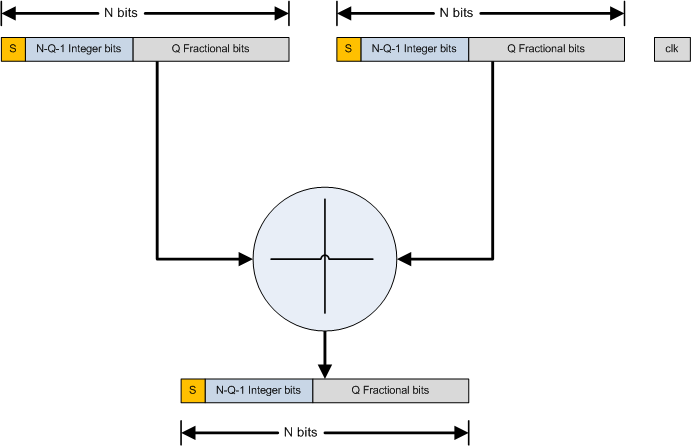 N bits
N bits
S
N-Q-1 Integer bits
Q Fractional bits
S
N-Q-1 Integer bits
Q Fractional bits
clk
S
N-Q-1 Integer bits
Q Fractional bits
N bits